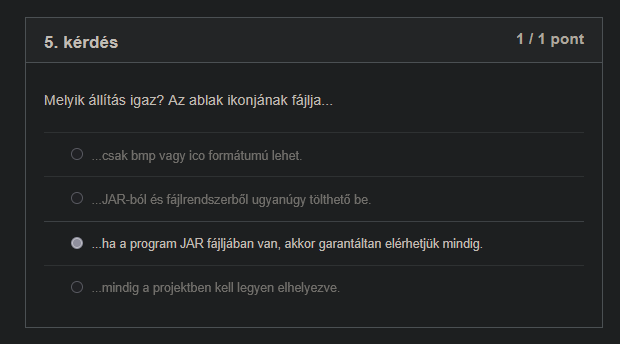 5. kérdés
1 / 1 pont
Melyik állítás igaz? Az ablak ikonjának fájlja...
...csak bmp vagy ico formátumú lehet.
...JAR-ból és fájlrendszerből ugyanúgy tölthető be.
...ha a program JAR fájljában van, akkor garantáltan elérhetjük mindig.
...mindig a projektben kell legyen elhelyezve.